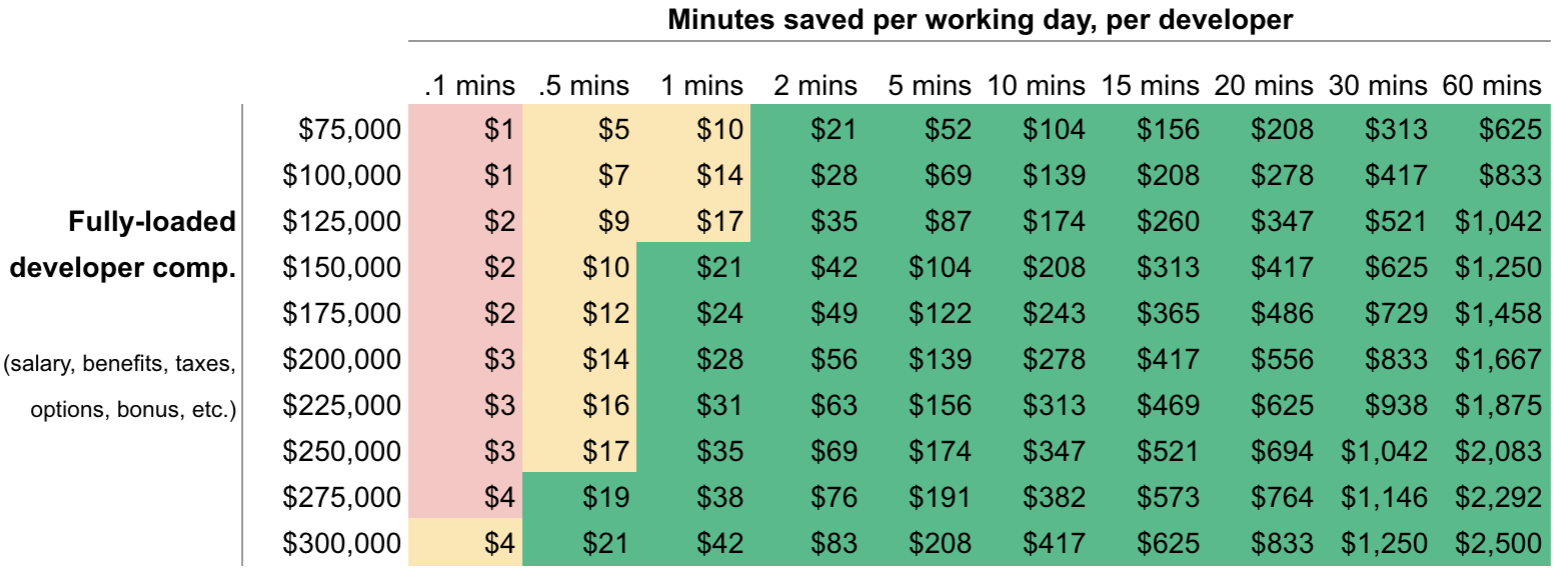 Minutes saved per working day, per developer
.1 mins .5 mins 1 mins 2 mins 5 mins 10 mins 15 mins 20 mins 30 mins 60 mins
$75,000 $1 $5 $10 $21 $52 $104 $156 $208 $313 $625
$100,000 $1 $7 $14 $28 $69 $139 $208 $278 $417 $833
Fully-loaded $125,000 $2 $9 $17 $35 $87 $174 $260 $347 $521 $1,042
developer comp. $150,000 $2 $10 $21 $42 $104 $208 $313 $417 $625 $1,250
$175,000 $2 $12 $24 $49 $122 $243 $365 $486 $729 $1,458
(salary, benefits, taxes, $200,000 $3 $14 $28 $56 $139 $278 $417 $556 $833 $1,667
options, bonus, etc.) $225,000 $3 $16 $31 $63 $156 $313 $469 $625 $938 $1,875
$250,000 $3 $17 $35 $69 $174 $347 $521 $694 $1,042 $2,083
$275,000 $4 $19 $38 $76 $191 $382 $573 $764 $1,146 $2,292
$300,000 $4 $21 $42 $83 $208 $417 $625 $833 $1,250 $2,500